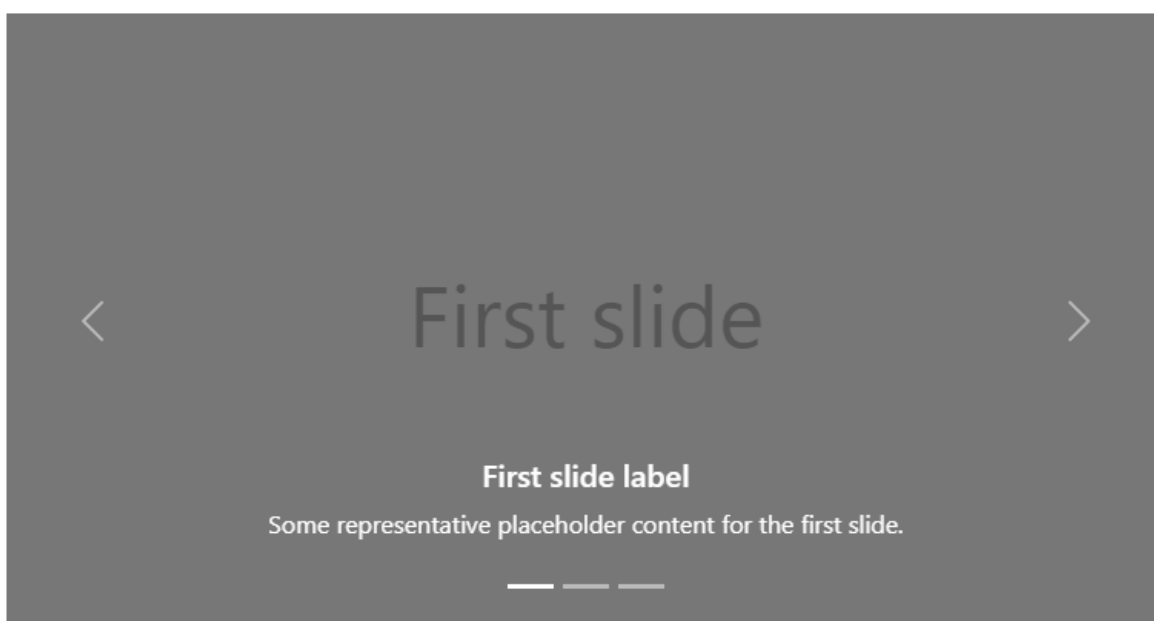 First slide
First slide label
Some representative placeholder content for the first slide.